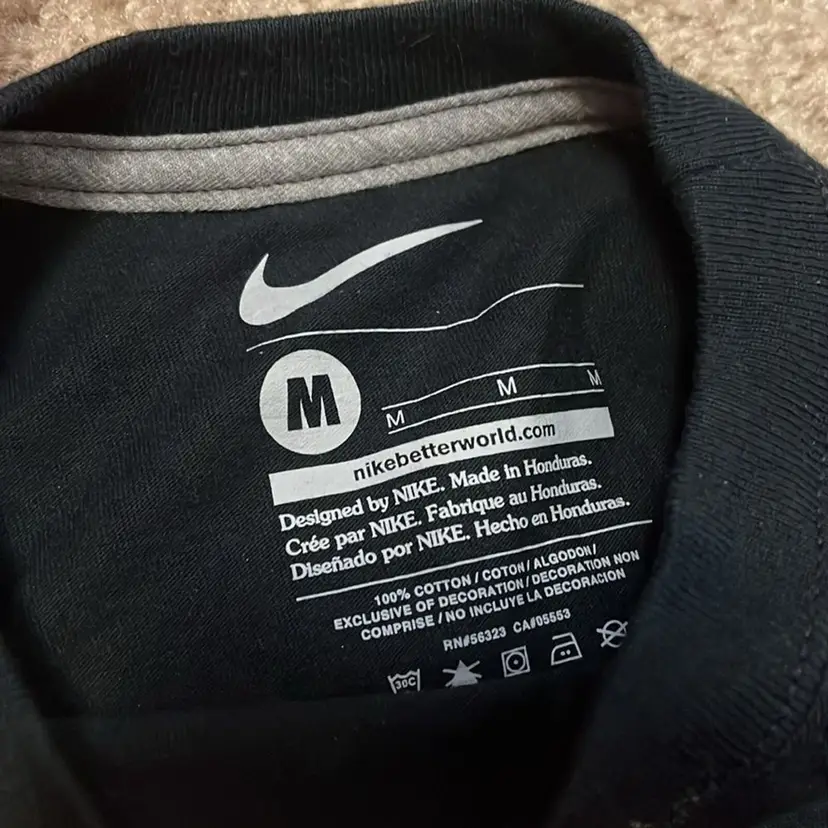 M
M M M
nikebetterworld.com
Designed by NIKE. Made in Honduras.
Crée par NIKE. Fabrique au Honduras.
Diseñado por NIKE. Hecho en Honduras.
100% COTTON / COTON / ALGODON /
EXCLUSIVE OF DECORATION / DECORATION NON
COMPRISE / NO INCLUYE LA DECORACION
RN#56323 CA#05553
30C